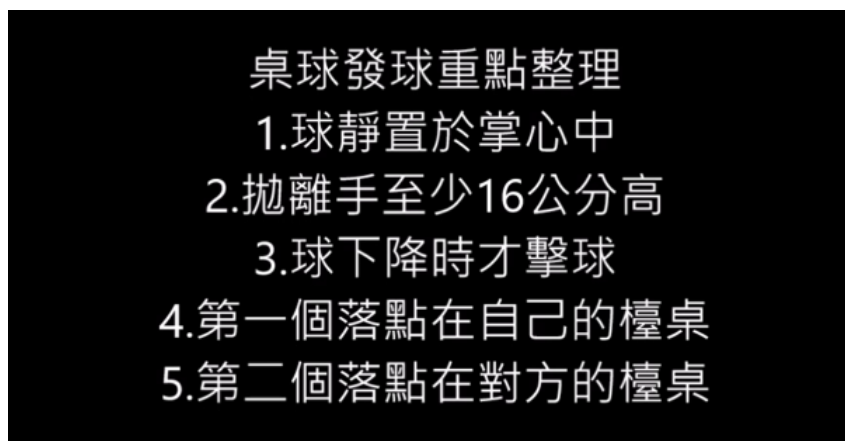 桌球發球重點整理
1.球靜置於掌心中
2.拋離手至少16公分高
3.球下降時才擊球
4.第一個落點在自己的檯桌
5.第二個落點在對方的檯桌